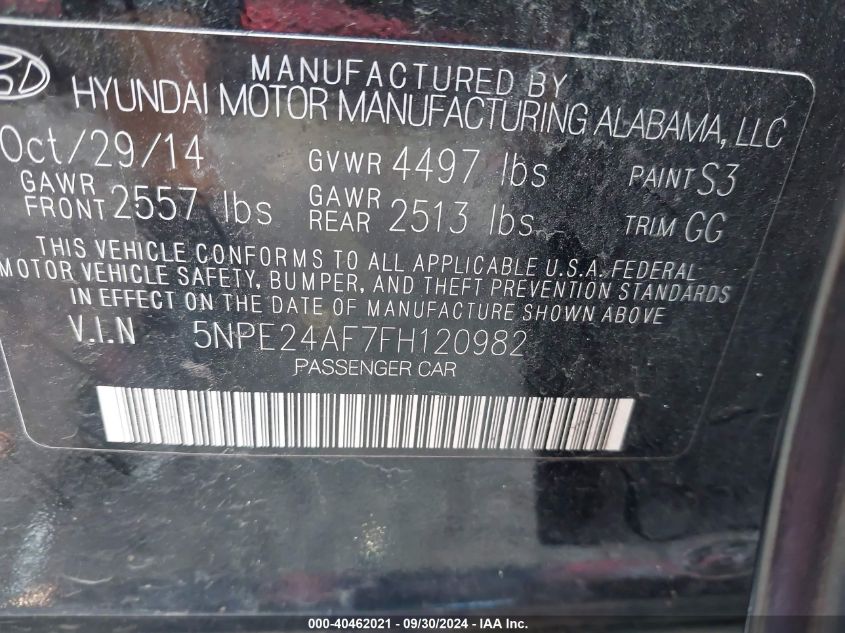 MANUFACTURED BY
HYUNDAI MOTOR MANUFACTURING ALABAMA, LLC
Oct/29/14 GVWR 4497 lbs PAINT S3
GAWR FRONT 2557 lbs GAWR REAR 2513 lbs TRIM GG
THIS VEHICLE CONFORMS TO ALL APPLICABLE U.S.A. FEDERAL
MOTOR VEHICLE SAFETY, BUMPER, AND THEFT PREVENTION STANDARDS
IN EFFECT ON THE DATE OF MANUFACTURE SHOWN ABOVE
V.I.N 5NPE24AF7FH120982
PASSENGER CAR
000-40462021 - 09/30/2024 - IAA Inc.